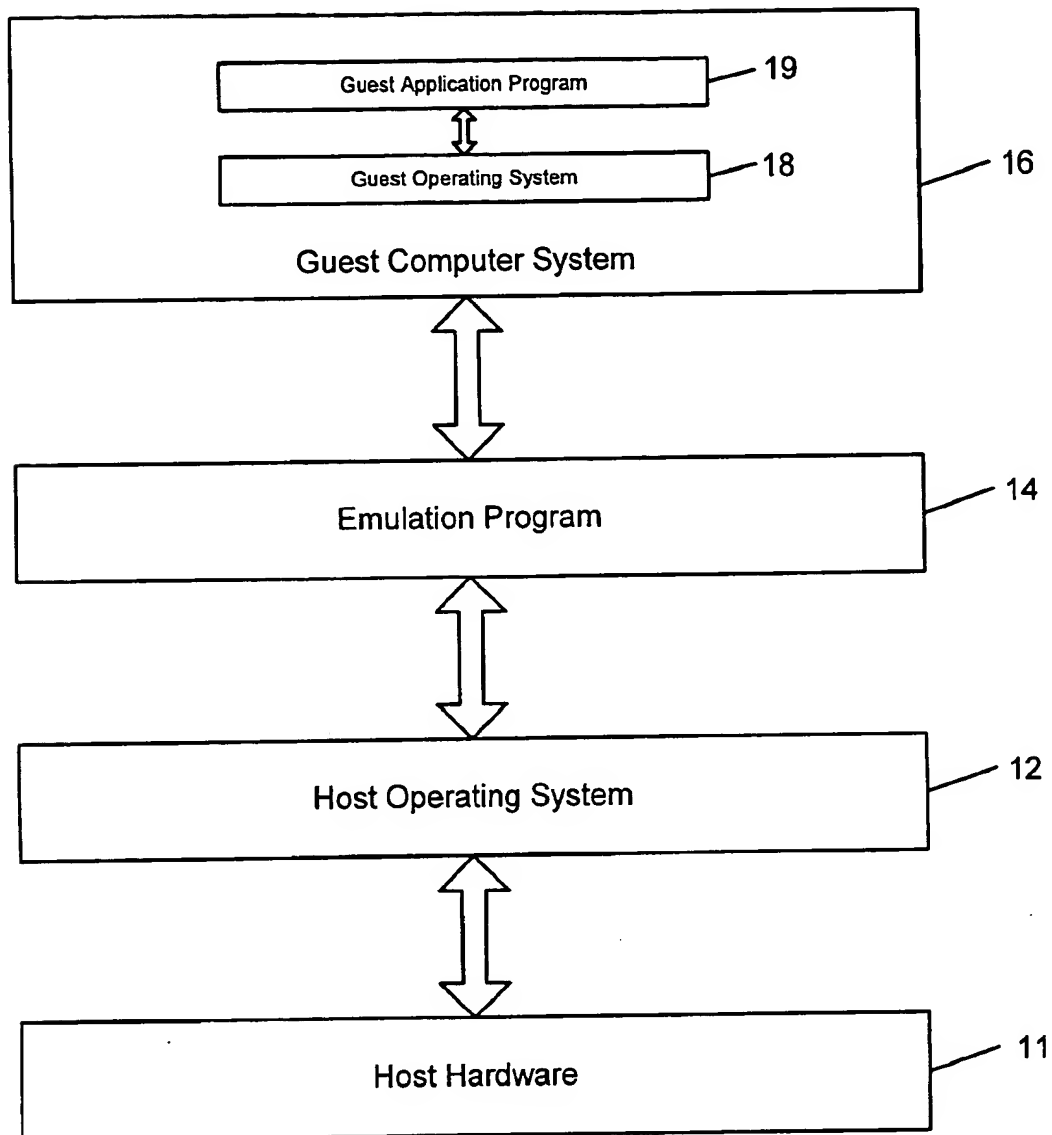 Guest Application Program
19
Guest Operating System
18
16
Guest Computer System
Emulation Program
14
Host Operating System
12
Host Hardware
11